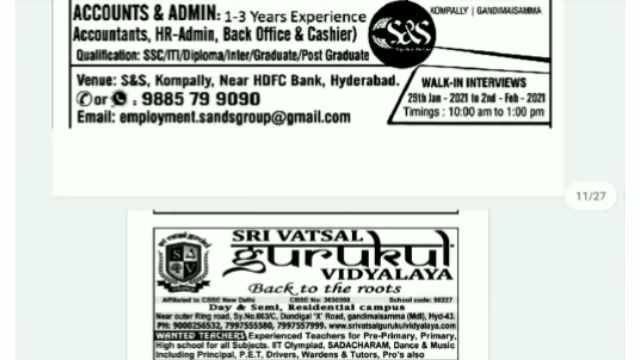 ACCOUNTS & ADMIN: 1-3 Years Experience
Accountants, HR-Admin, Back Office & Cashier)
Qualification: SSC/ITI/Diploma/Inter/Graduate/Post Graduate
S&S
KOMPALLY | GANDIMAISAMMA
Venue: S&S, Kompally, Near HDFC Bank, Hyderabad.
or : 9885 79 9090
Email: employment.sandsgroup@gmail.com
WALK-IN INTERVIEWS
29th Jan - 2021 to 2nd - Feb - 2021
Timings : 10:00 am to 1:00 pm
11/27
SRI VATSAL
gurukul
VIDYALAYA
Back to the roots
Affiliated to CBSE New Delhi CBSE No: 3630350 School code: 56227
Day & Semi, Residential campus
Near outer Ring road, Sy.No.663/C, Dundigal 'X' Road, gandimaisamma (Mdl), Hyd-43.
PH: 9000256532, 7997555580, 7997557999. www.srivatsalgurukulvidyalaya.com
WANTED TEACHERS Experienced Teachers for Pre-Primary, Primary,
High school for all Subjects. IIT Olympiad, SADACHARAM, Dance & Music
Including Principal, P.E.T, Drivers, Wardens & Tutors, Pro's also